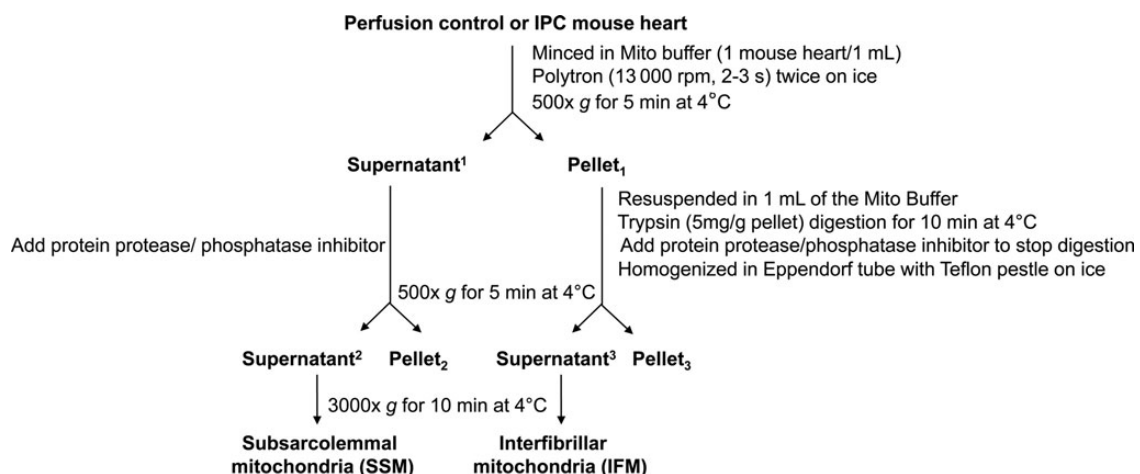 Perfusion control or IPC mouse heart
Minced in Mito buffer (1 mouse heart/1 mL)
Polytron (13 000 rpm, 2-3 s) twice on ice
500x g for 5 min at 4°C
Supernatant¹
Pellet₁
Add protein protease/ phosphatase inhibitor
Resuspended in 1 mL of the Mito Buffer
Trypsin (5mg/g pellet) digestion for 10 min at 4°C
Add protein protease/phosphatase inhibitor to stop digestion
Homogenized in Eppendorf tube with Teflon pestle on ice
500x g for 5 min at 4°C
Supernatant²
Pellet₂
Supernatant³
Pellet₃
3000x g for 10 min at 4°C
Subsarcolemmal
mitochondria (SSM)
Interfibrillar
mitochondria (IFM)